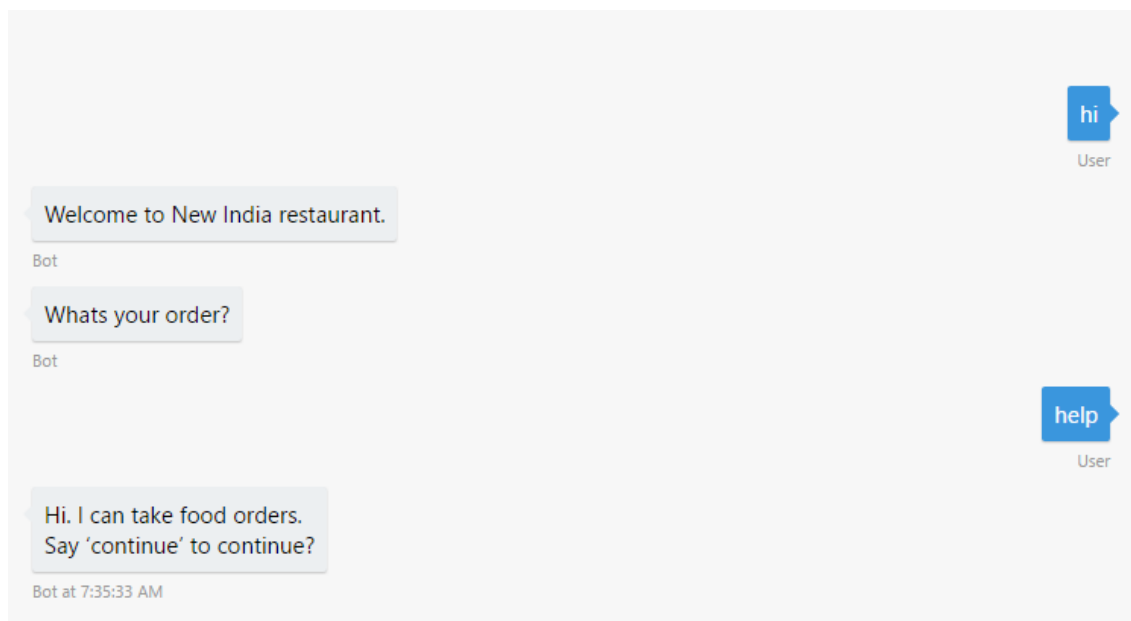 hi
User
Welcome to New India restaurant.
Bot
Whats your order?
Bot
help
User
Hi. I can take food orders.
Say ‘continue’ to continue?
Bot at 7:35:33 AM